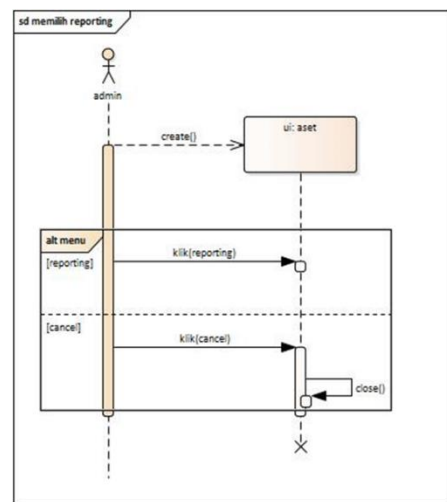 sd memilih reporting
admin
create()
ui: aset
alt menu
[reporting]
klik(reporting)
[cancel]
klik(cancel)
close()